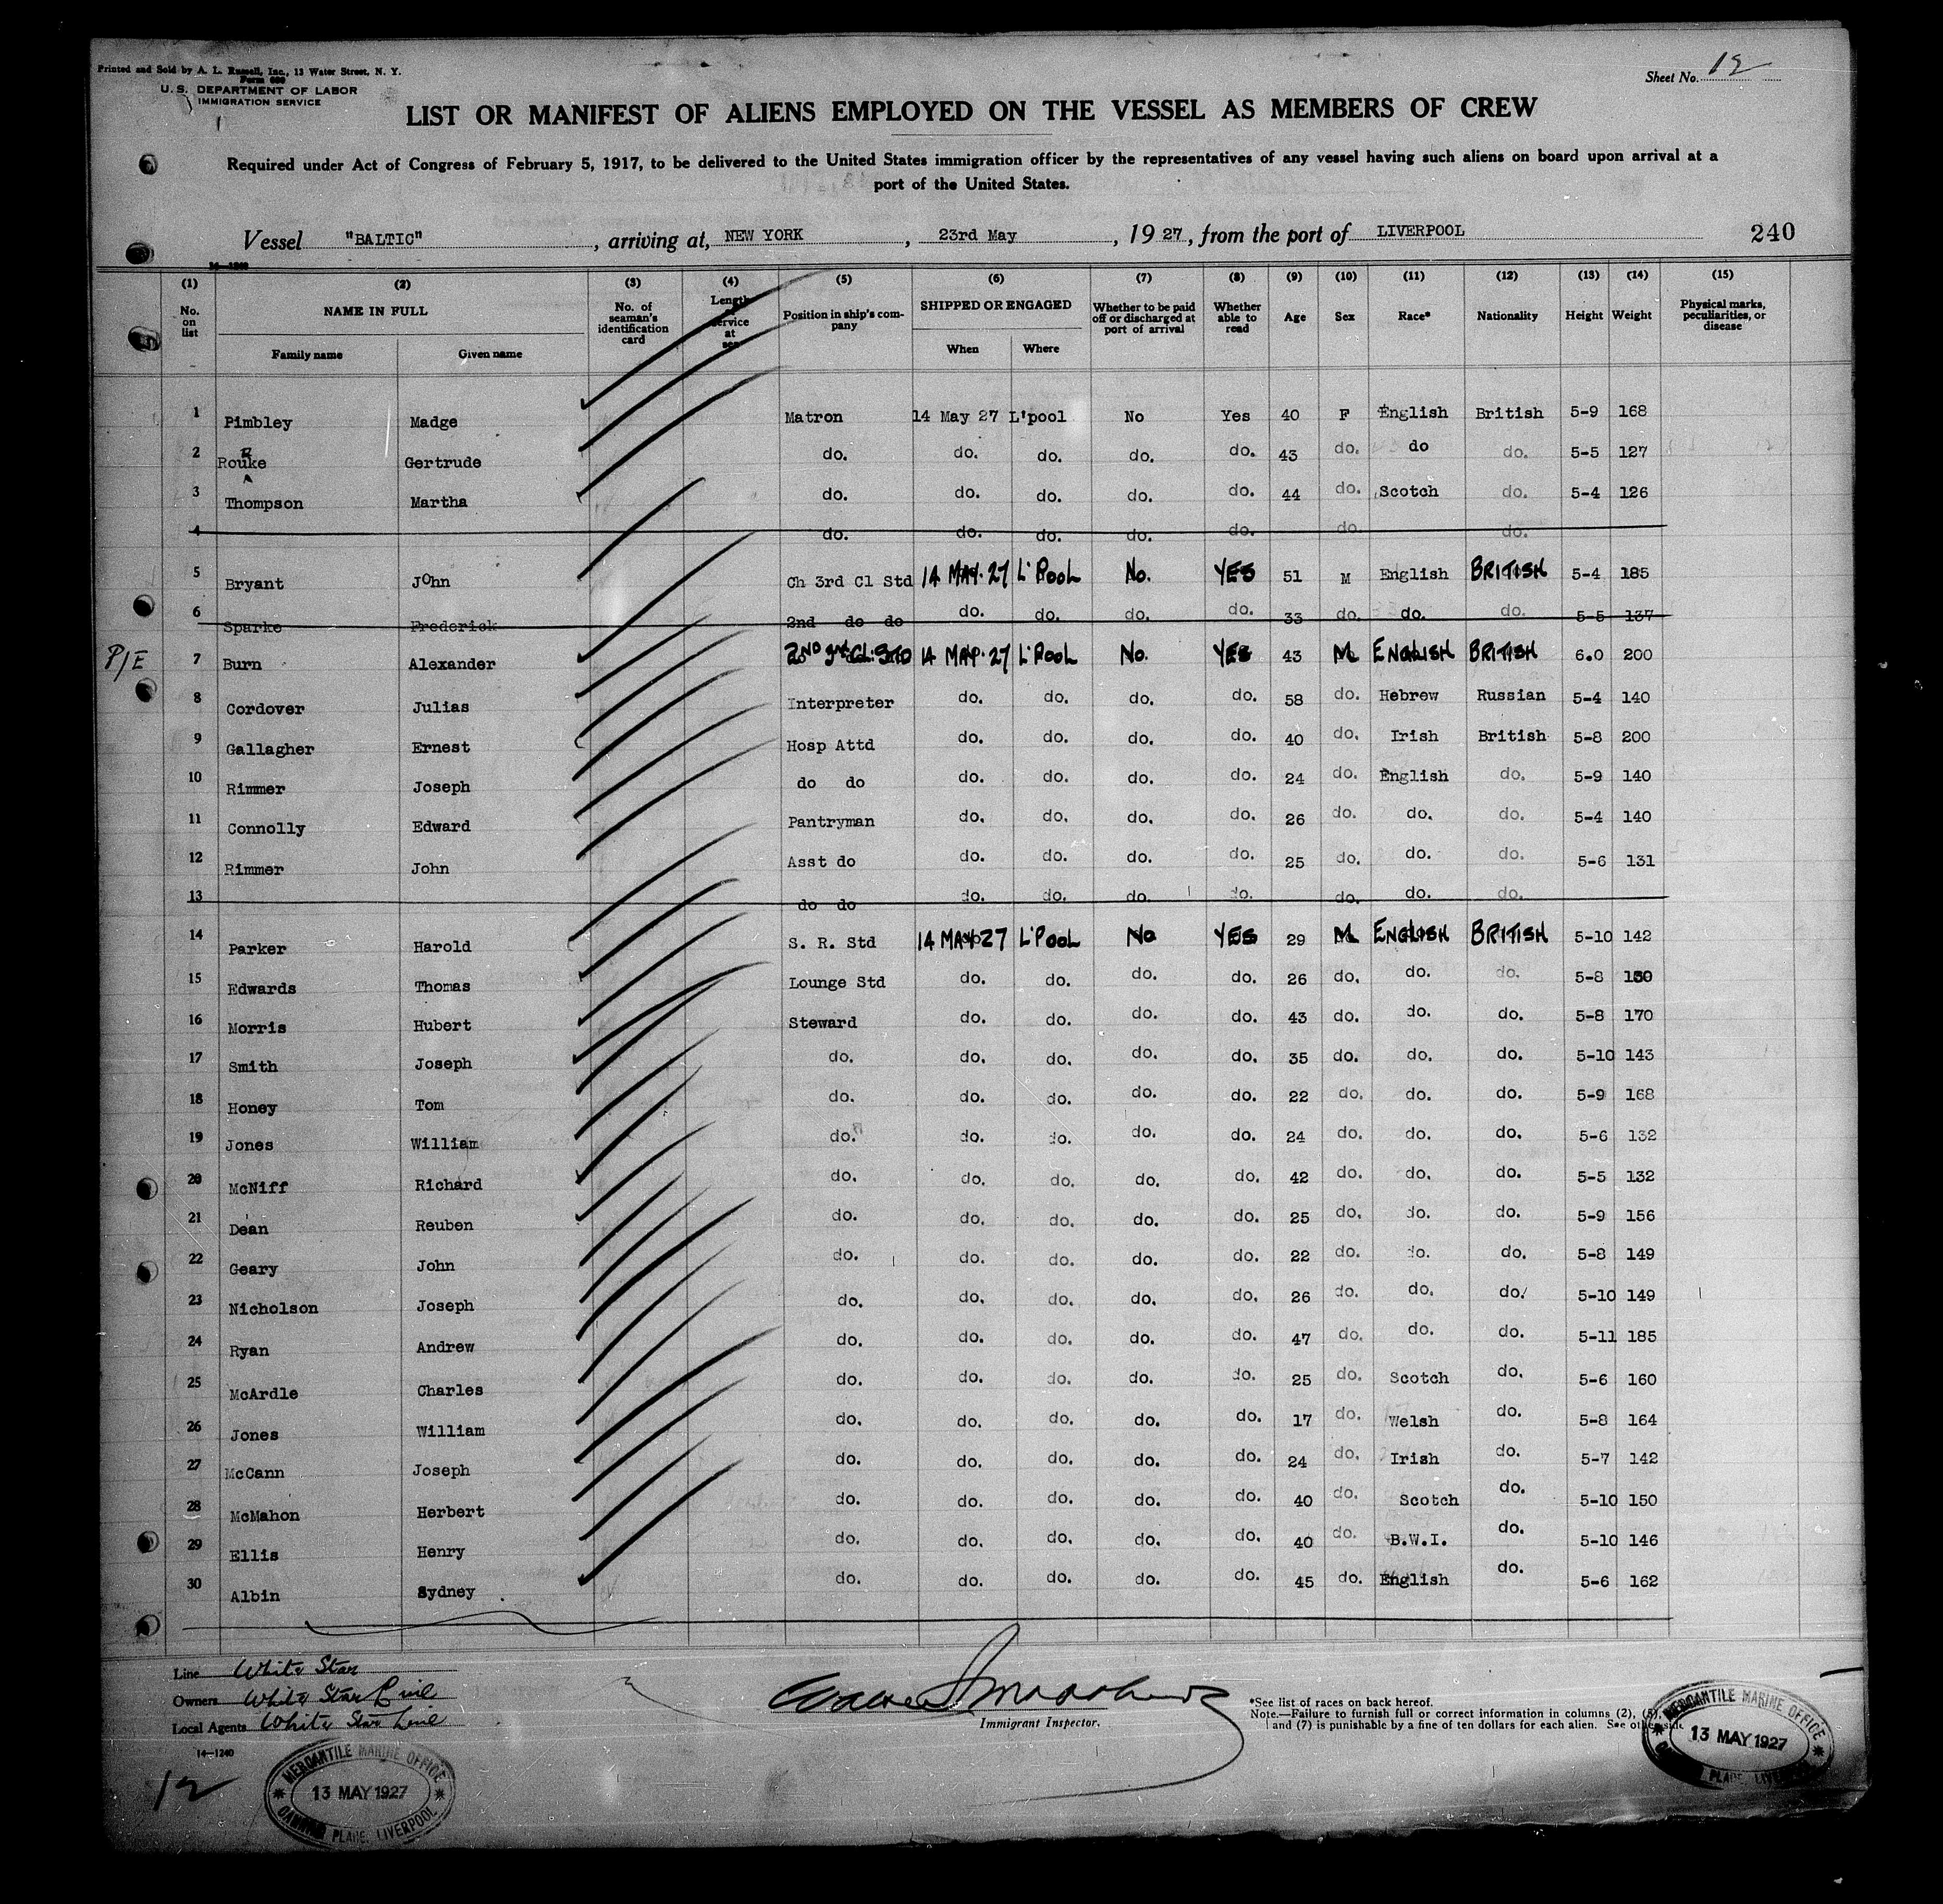 Printed and Sold by A. L. Russell, Inc., 13 Water Street, N. Y.
Form 680
U. S. DEPARTMENT OF LABOR
IMMIGRATION SERVICE
Sheet No. 12
LIST OR MANIFEST OF ALIENS EMPLOYED ON THE VESSEL AS MEMBERS OF CREW
Required under Act of Congress of February 5, 1917, to be delivered to the United States immigration officer by the representatives of any vessel having such aliens on board upon arrival at a
port of the United States.
Vessel "BALTIC", arriving at, NEW YORK, 23rd May, 1927, from the port of LIVERPOOL 240
14—1240
(1) (2) (3) (4) (5) (6) (7) (8) (9) (10) (11) (12) (13) (14) (15)
No. on list NAME IN FULL Family name Given name No. of seaman's identification card Length of service at sea Position in ship's company SHIPPED OR ENGAGED When Where Whether to be paid off or discharged at port of arrival Whether able to read Age Sex Race* Nationality Height Weight Physical marks, peculiarities, or disease
1 Pimbley Madge Matron 14 May 27 L'pool No Yes 40 F English British 5-9 168
2 Rouke R Gertrude do. do. do. do. do. 43 do. do do. 5-5 127
3 Thompson Martha do. do. do. do. do. 44 do. Scotch do. 5-4 126
4 do. do. do. do. do. do. do.
5 Bryant John Ch 3rd Cl Std 14 MAY. 27 L'POOL No. YES 51 M English BRITISH 5-4 185
6 Sparke Frederick 2nd do do do. do. do. do. 33 do. do. do. 5-5 137
P/E 7 Burn Alexander 2ND 3rd CL. STD 14 MAY. 27 L'POOL No. YES 43 M ENGLISH BRITISH 6.0 200
8 Cordover Julias Interpreter do. do. do. do. 58 do. Hebrew Russian 5-4 140
9 Gallagher Ernest Hosp Attd do. do. do. do. 40 do. Irish British 5-8 200
10 Rimmer Joseph do do do. do. do. do. 24 do. English do. 5-9 140
11 Connolly Edward Pantryman do. do. do. do. 26 do. do. do. 5-4 140
12 Rimmer John Asst do do. do. do. do. 25 do. do. do. 5-6 131
13 do do do. do. do. do. do. do. do.
14 Parker Harold S. R. Std 14 MAY 27 L'POOL No YES 29 M ENGLISH BRITISH 5-10 142
15 Edwards Thomas Lounge Std do. do. do. do. 26 do. do. do. 5-8
16 Morris Hubert Steward do. do. do. do. 43 do. do. do. 5-8 170
17 Smith Joseph do. do. do. do. do. 35 do. do. do. 5-10 143
18 Honey Tom do. do. do. do. do. 22 do. do. do. 5-9 168
19 Jones William do. do. do. do. do. 24 do. do. do. 5-6 132
20 McNiff Richard do. do. do. do. do. 42 do. do. do. 5-5 132
21 Dean Reuben do. do. do. do. do. 25 do. do. do. 5-9 156
22 Geary John do. do. do. do. do. 22 do. do. do. 5-8 149
23 Nicholson Joseph do. do. do. do. do. 26 do. do. do. 5-10 149
24 Ryan Andrew do. do. do. do. do. 47 do. do. do. 5-11 185
25 McArdle Charles do. do. do. do. do. 25 do. Scotch do. 5-6 160
26 Jones William do. do. do. do. do. 17 do. Welsh do. 5-8 164
27 McCann Joseph do. do. do. do. do. 24 do. Irish do. 5-7 142
28 McMahon Herbert do. do. do. do. do. 40 do. Scotch do. 5-10 150
29 Ellis Henry do. do. do. do. do. 40 do. B.W.I. do. 5-10 146
30 Albin Sydney do. do. do. do. do. 45 do. English do. 5-6 162
Line White Star
Owners White Star Line
Local Agents White Star Line
14—1240
Immigrant Inspector.
*See list of races on back hereof.
Note.—Failure to furnish full or correct information in columns (2), (5),
and (7) is punishable by a fine of ten dollars for each alien. See other side.
12
MERCANTILE MARINE OFFICE
13 MAY 1927
CANNING PLACE, LIVERPOOL
MERCANTILE MARINE OFFICE
13 MAY 1927
CANNING PLACE, LIVERPOOL